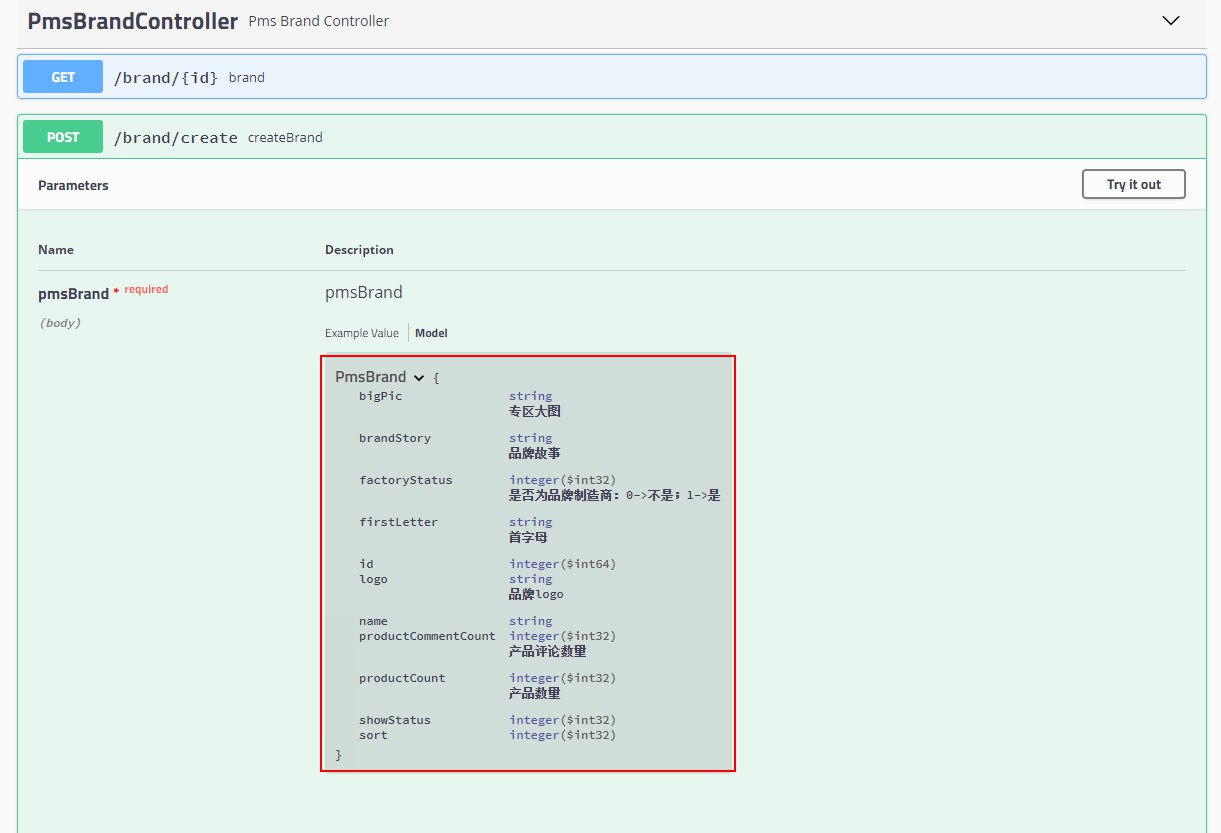 PmsBrandController Pms Brand Controller
GET /brand/{id} brand
POST /brand/create createBrand
Parameters Try it out
Name Description
pmsBrand * required pmsBrand
(body)
Example Value Model
PmsBrand {
bigPic string
专区大图
brandStory string
品牌故事
factoryStatus integer($int32)
是否为品牌制造商：0->不是；1->是
firstLetter string
首字母
id integer($int64)
logo string
品牌logo
name string
productCommentCount integer($int32)
产品评论数量
productCount integer($int32)
产品数量
showStatus integer($int32)
sort integer($int32)
}